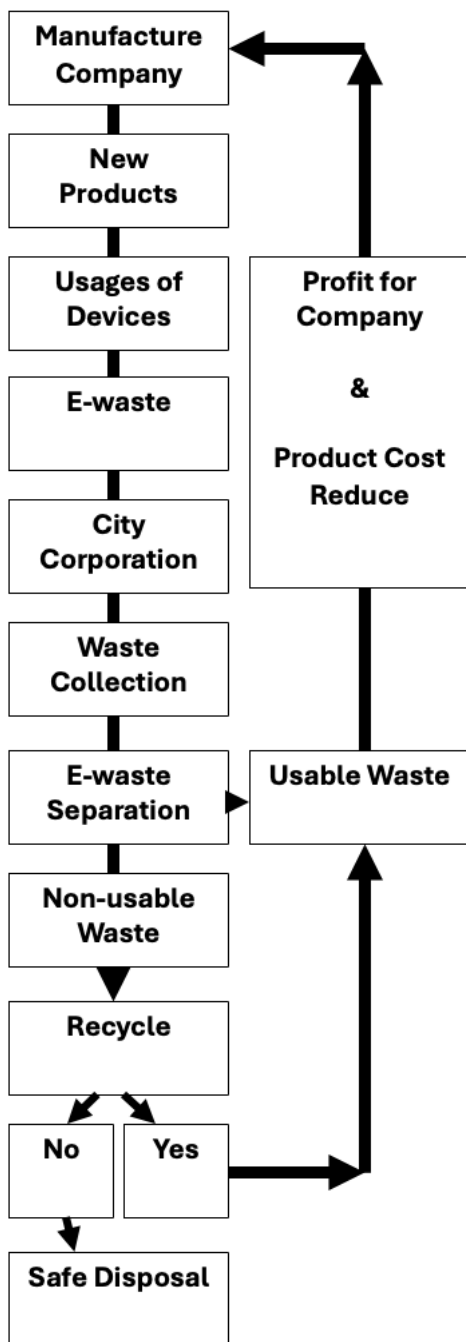 Manufacture
Company
New
Products
Usages of
Devices
E-waste
City
Corporation
Waste
Collection
E-waste
Separation
Non-usable
Waste
Recycle
No
Yes
Safe Disposal
Profit for
Company
&
Product Cost
Reduce
Usable Waste